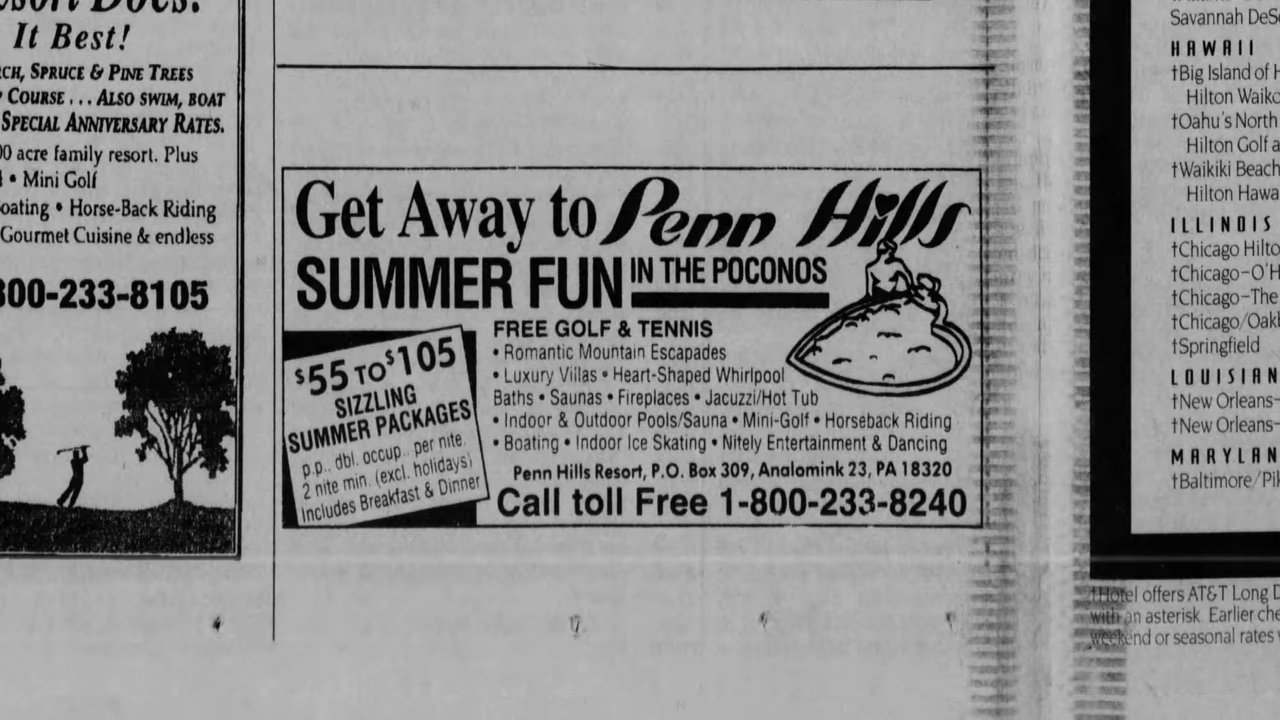 It Best!
SPRUCE & PINE TREES
COURSE... ALSO SWIM, BOAT
SPECIAL ANNIVERSARY RATES.
acre family resort. Plus
• Mini Golf
• Horse-Back Riding
Gourmet Cuisine & endless
800-233-8105
Get Away to Penn Hills
SUMMER FUN IN THE POCONOS
$55 TO $105
SIZZLING
SUMMER PACKAGES
p.p., dbl. occup., per nite.
2 nite min. (excl. holidays)
Includes Breakfast & Dinner
FREE GOLF & TENNIS
• Romantic Mountain Escapades
• Luxury Villas • Heart-Shaped Whirlpool
Baths • Saunas • Fireplaces • Jacuzzi/Hot Tub
• Indoor & Outdoor Pools/Sauna • Mini-Golf • Horseback Riding
• Boating • Indoor Ice Skating • Nitely Entertainment & Dancing
Penn Hills Resort, P.O. Box 309, Analomink 23, PA 18320
Call toll Free 1-800-233-8240
Savannah DeS
HAWAII
†Big Island of H
Hilton Waiko
†Oahu's North
Hilton Golf a
†Waikiki Beach
Hilton Hawa
ILLINOIS
†Chicago Hilto
†Chicago-O'H
†Chicago-The
†Chicago/Oakb
†Springfield
LOUISIAN
†New Orleans-
†New Orleans-
MARYLAN
†Baltimore/Pik
†Hotel offers AT&T Long D
with an asterisk. Earlier che
weekend or seasonal rates